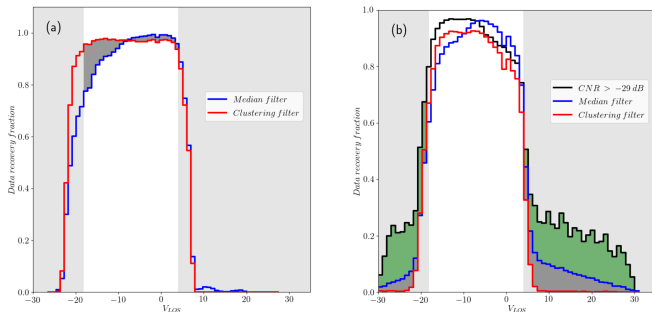 (a)
Median filter
Clustering filter
Data recovery fraction
1.0
0.8
0.6
0.4
0.2
0.0
−30 −20 −10 0 10 20 30
V_LOS
(b)
CNR > −29 dB
Median filter
Clustering filter
Data recovery fraction
1.0
0.8
0.6
0.4
0.2
0.0
−30 −20 −10 0 10 20 30
V_LOS